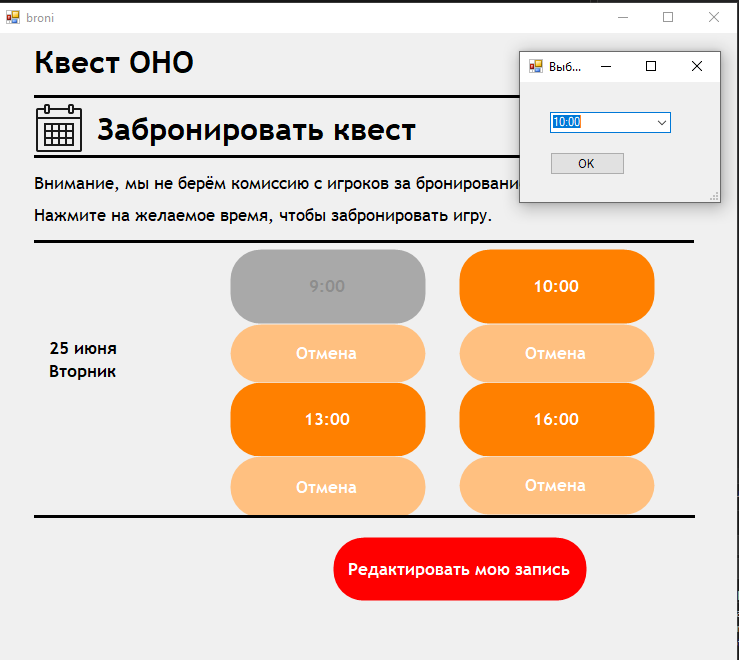 broni
Квест ОНО
Выб...
10:00
OK
Забронировать квест
Внимание, мы не берём комиссию с игроков за бронировани
Нажмите на желаемое время, чтобы забронировать игру.
9:00
10:00
Отмена
Отмена
25 июня
Вторник
13:00
16:00
Отмена
Отмена
Редактировать мою запись